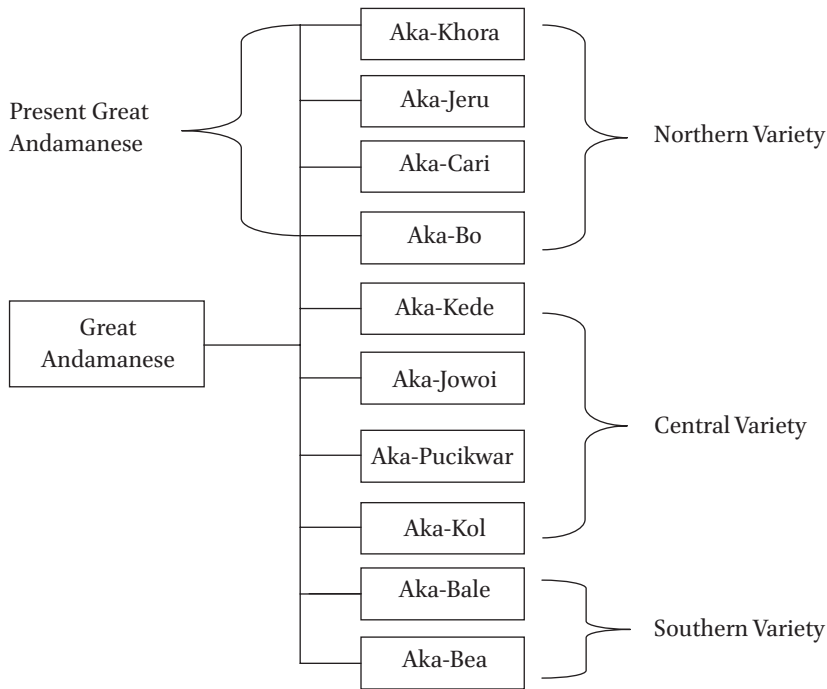 Aka-Khora
Aka-Jeru
Present Great
Andamanese
Northern Variety
Aka-Cari
Aka-Bo
Aka-Kede
Great
Andamanese
Aka-Jowoi
Central Variety
Aka-Pucikwar
Aka-Kol
Aka-Bale
Southern Variety
Aka-Bea